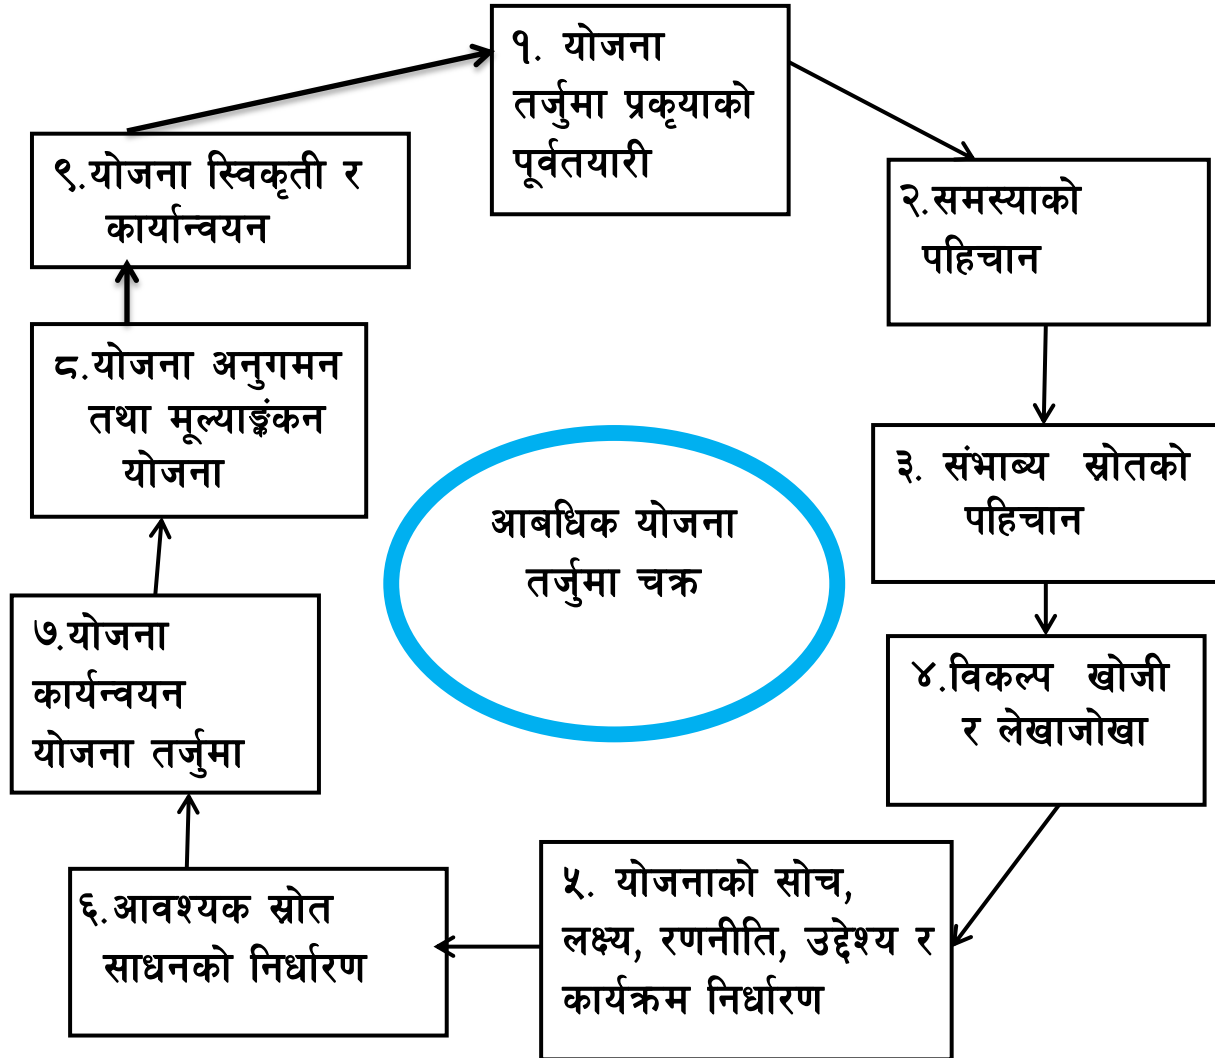 १. योजना
तर्जुमा प्रकृयाको
पूर्वतयारी
२.समस्याको
पहिचान
३. संभाब्य स्रोतको
पहिचान
४.विकल्प खोजी
र लेखाजोखा
५. योजनाको सोच,
लक्ष्य, रणनीति, उद्देश्य र
कार्यक्रम निर्धारण
६.आवश्यक स्रोत
साधनको निर्धारण
७.योजना
कार्यन्वयन
योजना तर्जुमा
८.योजना अनुगमन
तथा मूल्याङ्कंन
योजना
९.योजना स्विकृती र
कार्यान्वयन
आबधिक योजना
तर्जुमा चक्र